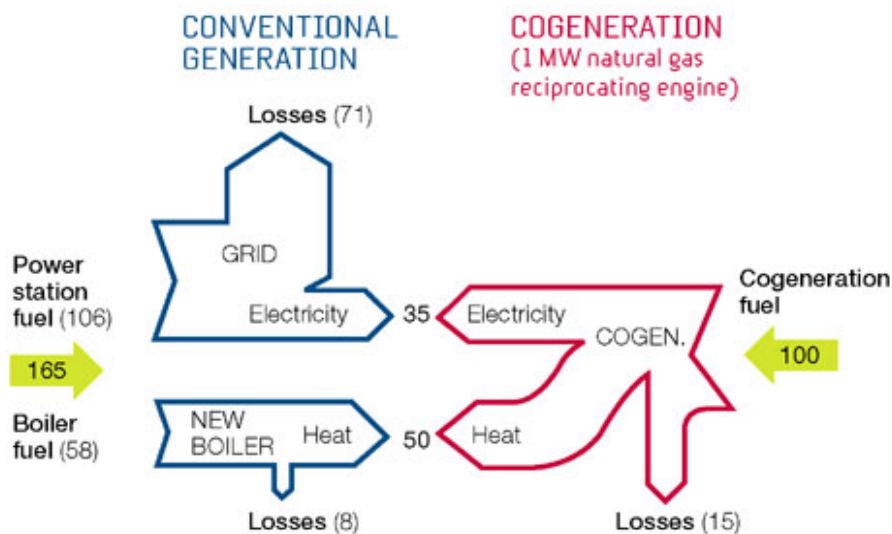 CONVENTIONAL
GENERATION
COGENERATION
(1 MW natural gas
reciprocating engine)
Losses (71)
GRID
Power
station
fuel (106)
Electricity
35
Electricity
COGEN.
Cogeneration
fuel
165
100
Boiler
fuel (58)
NEW
BOILER
Heat
50
Heat
Losses (8)
Losses (15)